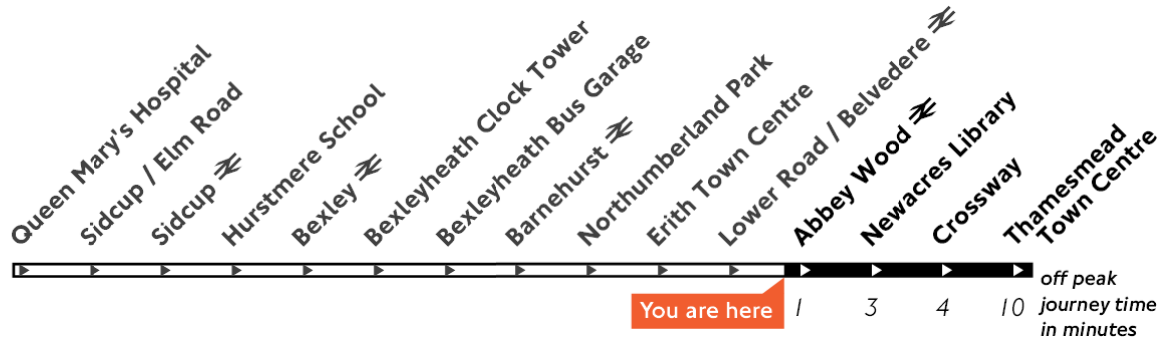 Queen Mary's Hospital
Sidcup / Elm Road
Sidcup
Hurstmere School
Bexley
Bexleyheath Clock Tower
Bexleyheath Bus Garage
Barnehurst
Northumberland Park
Erith Town Centre
Lower Road / Belvedere
Abbey Wood
Newacres Library
Crossway
Thamesmead
Town Centre
You are here
1 3 4 10
off peak
journey time
in minutes